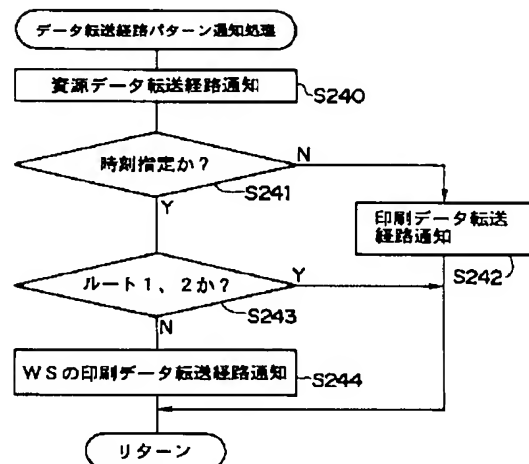 データ転送経路パターン通知処理
資源データ転送経路通知
S240
時刻指定か？
N
S241
Y
印刷データ転送
経路通知
S242
ルート１、２か？
Y
S243
N
ＷＳの印刷データ転送経路通知
S244
リターン